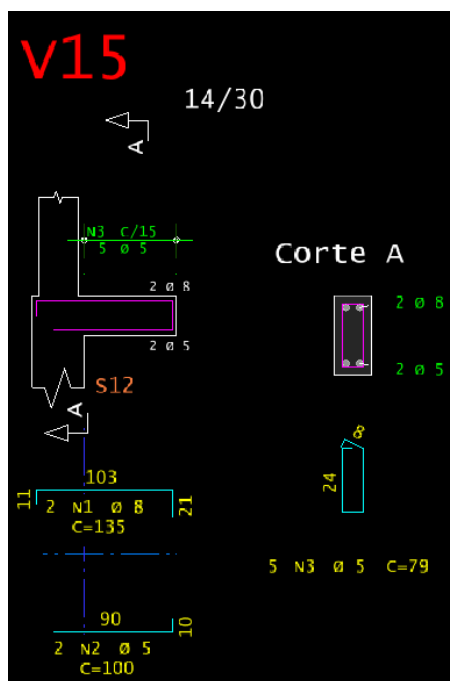 V15
14/30
A
N3 C/15
5 Ø 5
Corte A
2 Ø 8
2 Ø 8
2 Ø 5
2 Ø 5
S12
A
8
24
103
11
21
2 N1 Ø 8
C=135
5 N3 Ø 5 C=79
90
10
2 N2 Ø 5
C=100